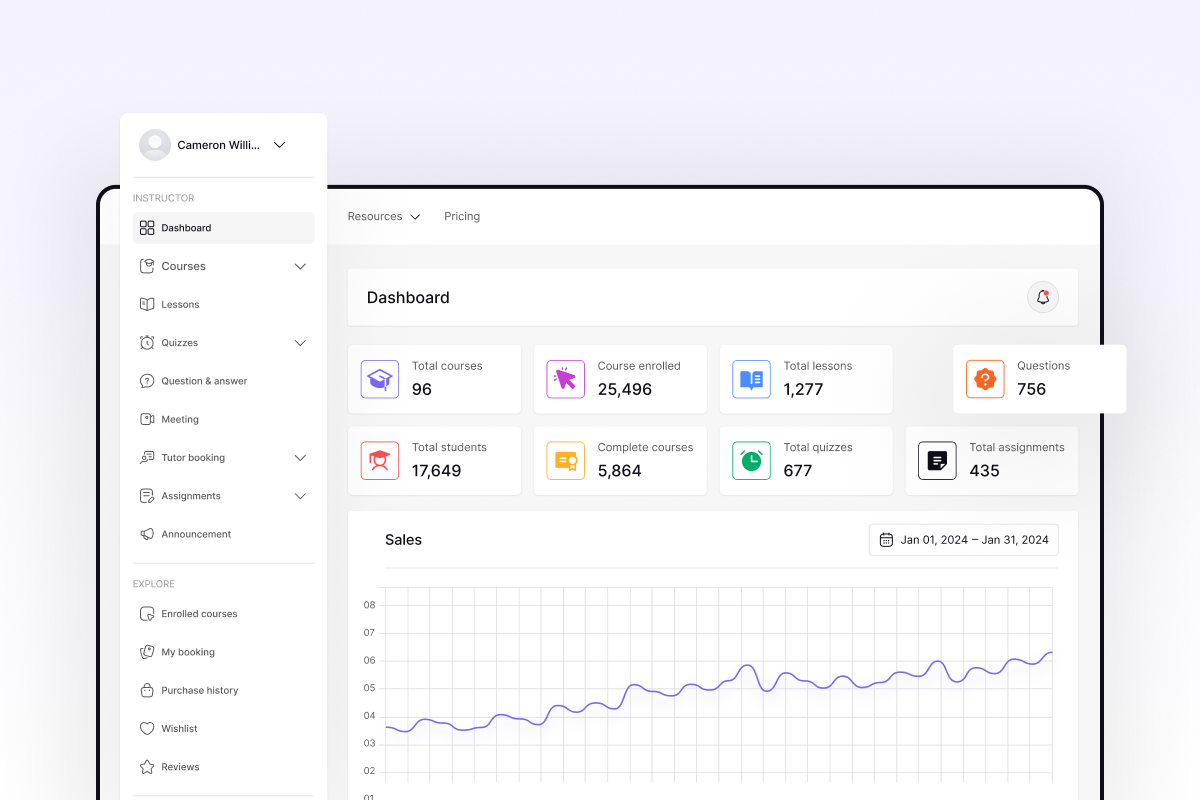 Cameron Willi...
INSTRUCTOR
Dashboard
Courses
Lessons
Quizzes
Question & answer
Meeting
Tutor booking
Assignments
Announcement
EXPLORE
Enrolled courses
My booking
Purchase history
Wishlist
Reviews
Resources
Pricing
Dashboard
Total courses
96
Course enrolled
25,496
Total lessons
1,277
Questions
756
Total students
17,649
Complete courses
5,864
Total quizzes
677
Total assignments
435
Sales
Jan 01, 2024 – Jan 31, 2024
08
07
06
05
04
03
02
01